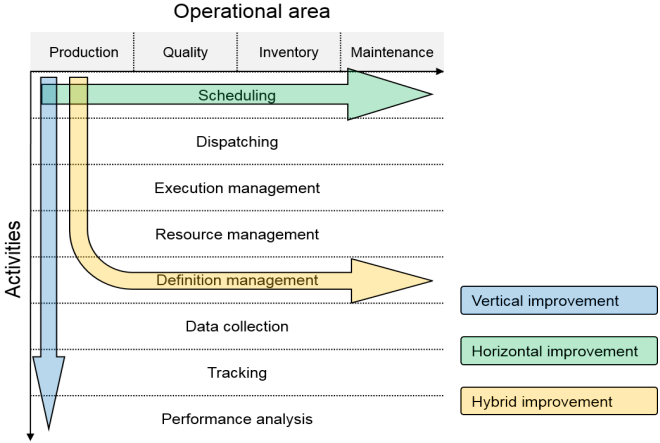 Operational area
Production
Quality
Inventory
Maintenance
Scheduling
Dispatching
Execution management
Resource management
Definition management
Data collection
Tracking
Performance analysis
Activities
Vertical improvement
Horizontal improvement
Hybrid improvement